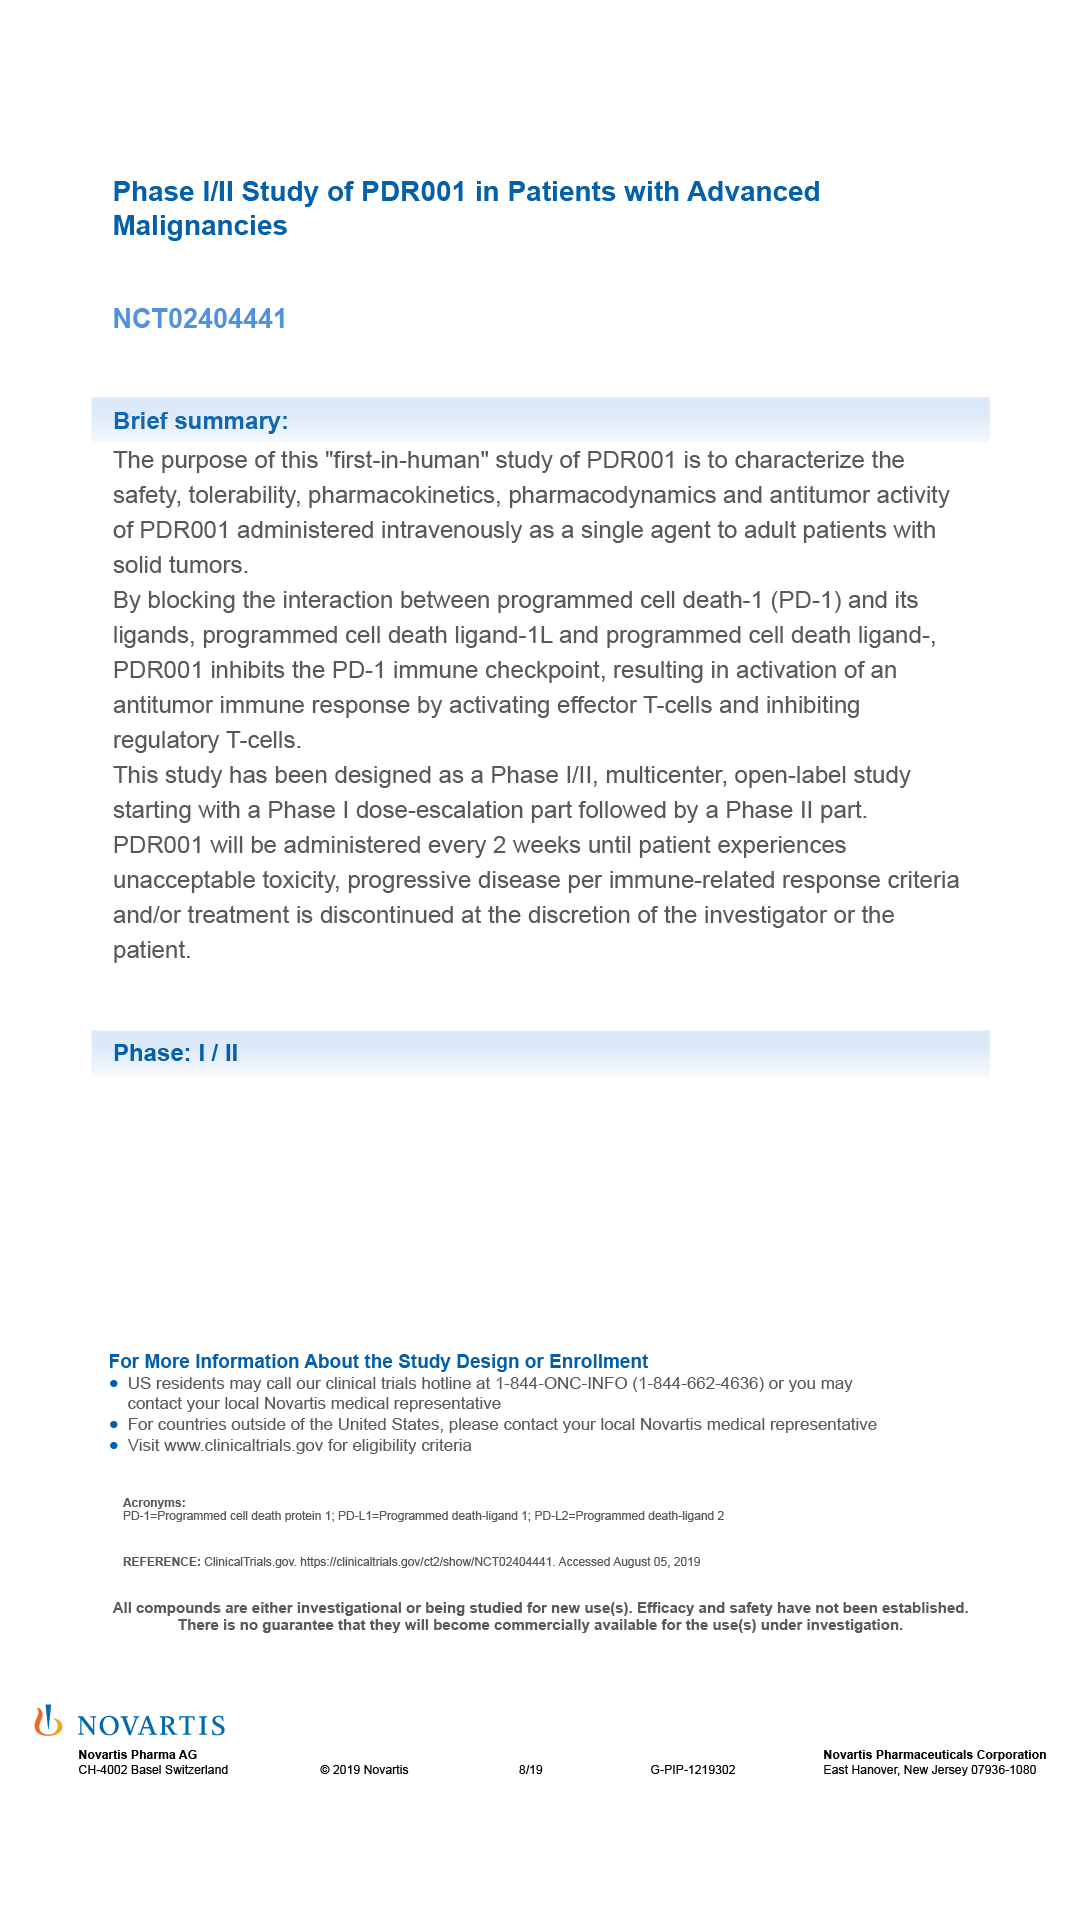 Phase I/II Study of PDR001 in Patients with Advanced
Malignancies
NCT02404441
Brief summary:
The purpose of this "first-in-human" study of PDR001 is to characterize the
safety, tolerability, pharmacokinetics, pharmacodynamics and antitumor activity
of PDR001 administered intravenously as a single agent to adult patients with
solid tumors.
By blocking the interaction between programmed cell death-1 (PD-1) and its
ligands, programmed cell death ligand-1L and programmed cell death ligand-,
PDR001 inhibits the PD-1 immune checkpoint, resulting in activation of an
antitumor immune response by activating effector T-cells and inhibiting
regulatory T-cells.
This study has been designed as a Phase I/II, multicenter, open-label study
starting with a Phase I dose-escalation part followed by a Phase II part.
PDR001 will be administered every 2 weeks until patient experiences
unacceptable toxicity, progressive disease per immune-related response criteria
and/or treatment is discontinued at the discretion of the investigator or the
patient.
Phase: I / II
For More Information About the Study Design or Enrollment
● US residents may call our clinical trials hotline at 1-844-ONC-INFO (1-844-662-4636) or you may
contact your local Novartis medical representative
● For countries outside of the United States, please contact your local Novartis medical representative
● Visit www.clinicaltrials.gov for eligibility criteria
Acronyms:
PD-1=Programmed cell death protein 1; PD-L1=Programmed death-ligand 1; PD-L2=Programmed death-ligand 2
REFERENCE: ClinicalTrials.gov. https://clinicaltrials.gov/ct2/show/NCT02404441. Accessed August 05, 2019
All compounds are either investigational or being studied for new use(s). Efficacy and safety have not been established.
There is no guarantee that they will become commercially available for the use(s) under investigation.
NOVARTIS
Novartis Pharma AG
CH-4002 Basel Switzerland
© 2019 Novartis
8/19
G-PIP-1219302
Novartis Pharmaceuticals Corporation
East Hanover, New Jersey 07936-1080